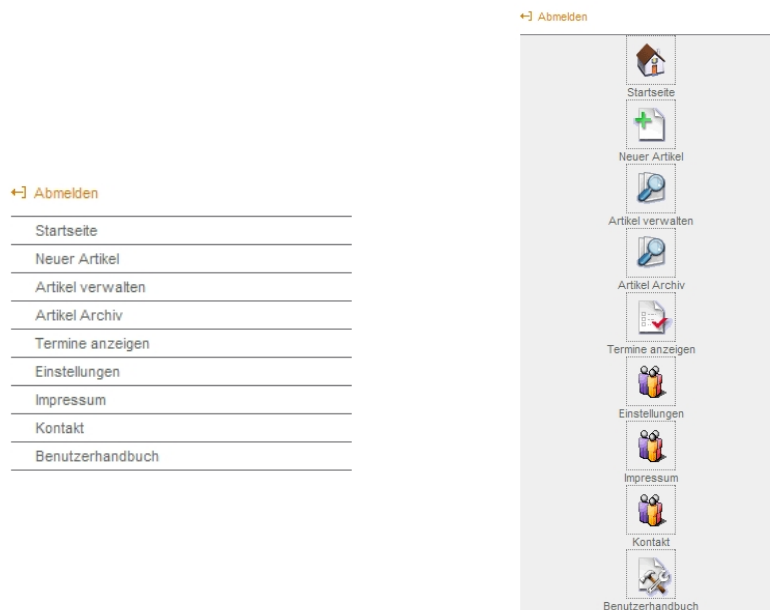 Abmelden
Startseite
Neuer Artikel
Artikel verwalten
Artikel Archiv
Termine anzeigen
Einstellungen
Impressum
Kontakt
Benutzerhandbuch
Abmelden
Startseite
Neuer Artikel
Artikel verwalten
Artikel Archiv
Termine anzeigen
Einstellungen
Impressum
Kontakt
Benutzerhandbuch